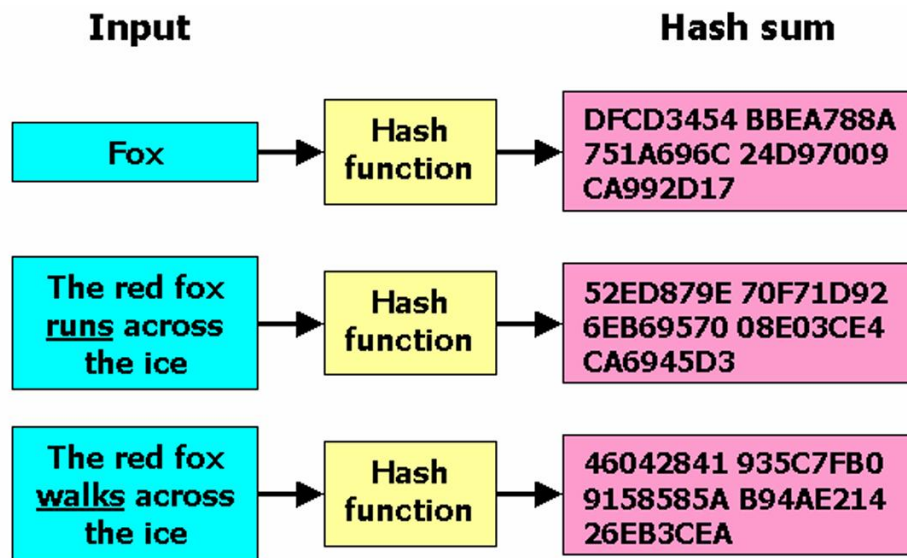 Input
Hash sum
Fox
Hash
function
DFCD3454 BBEA788A
751A696C 24D97009
CA992D17
The red fox
runs across
the ice
Hash
function
52ED879E 70F71D92
6EB69570 08E03CE4
CA6945D3
The red fox
walks across
the ice
Hash
function
46042841 935C7FB0
9158585A B94AE214
26EB3CEA